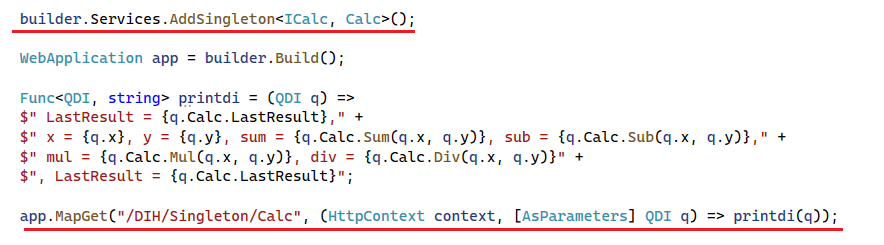 builder.Services.AddSingleton<ICalc, Calc>();
WebApplication app = builder.Build();
Func<QDI, string> printdi = (QDI q) =>
$" LastResult = {q.Calc.LastResult}," +
$" x = {q.x}, y = {q.y}, sum = {q.Calc.Sum(q.x, q.y)}, sub = {q.Calc.Sub(q.x, q.y)}," +
$" mul = {q.Calc.Mul(q.x, q.y)}, div = {q.Calc.Div(q.x, q.y)}" +
$", LastResult = {q.Calc.LastResult}";
app.MapGet("/DIH/Singleton/Calc", (HttpContext context, [AsParameters] QDI q) => printdi(q));